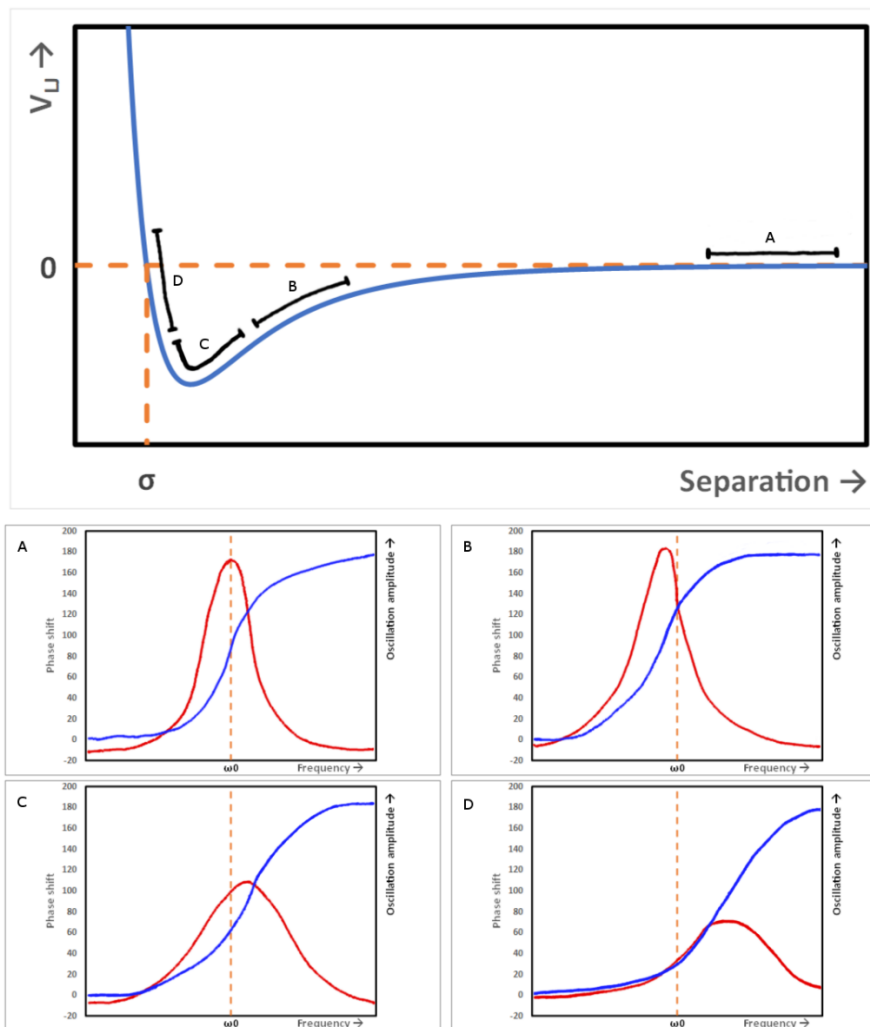 V_LJ →
0
A
B
C
D
σ
Separation →
A
200
180
160
140
120
100
80
60
40
20
0
-20
Phase shift
Oscillation amplitude →
ω0
Frequency →
B
200
180
160
140
120
100
80
60
40
20
0
-20
Phase shift
Oscillation amplitude →
ω0
Frequency →
C
200
180
160
140
120
100
80
60
40
20
0
-20
Phase shift
Oscillation amplitude →
ω0
Frequency →
D
200
180
160
140
120
100
80
60
40
20
0
-20
Phase shift
Oscillation amplitude →
ω0
Frequency →